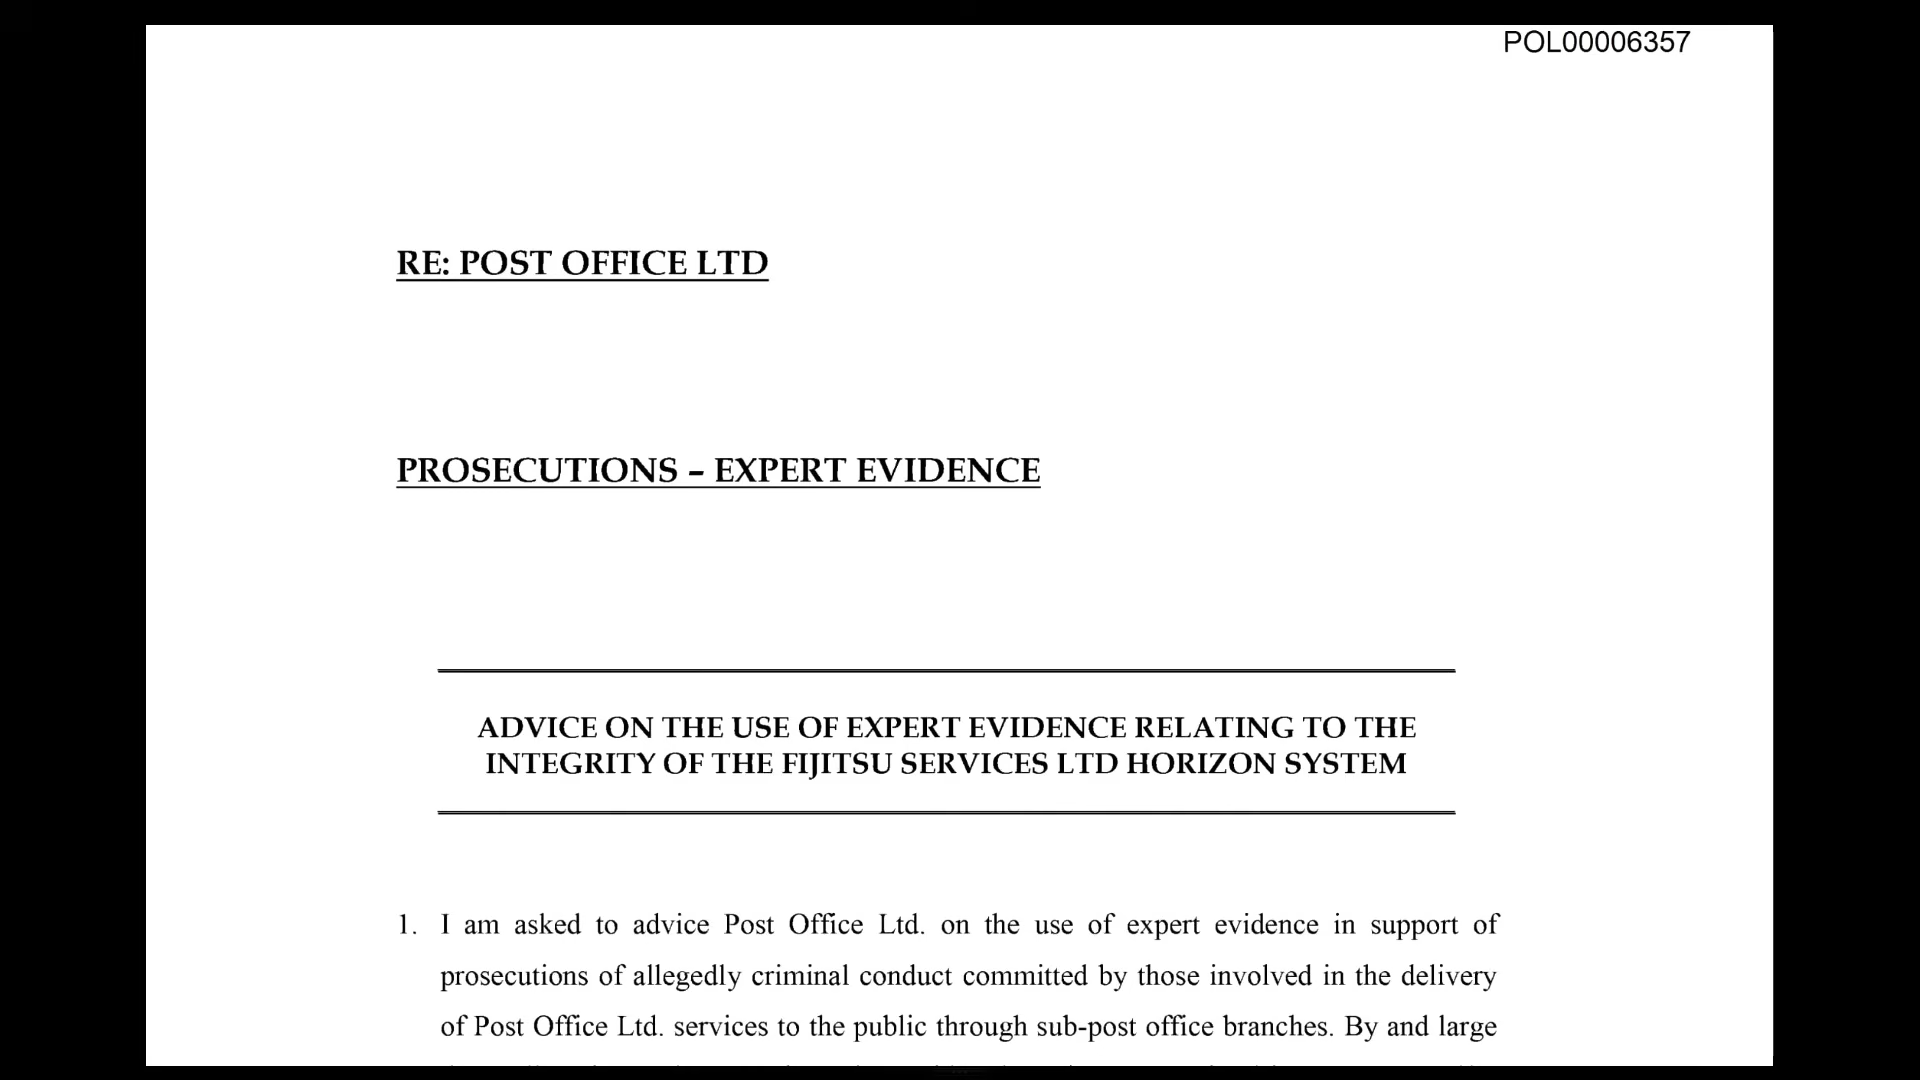 POL00006357
RE: POST OFFICE LTD
PROSECUTIONS – EXPERT EVIDENCE
ADVICE ON THE USE OF EXPERT EVIDENCE RELATING TO THE
INTEGRITY OF THE FIJITSU SERVICES LTD HORIZON SYSTEM
1. I am asked to advice Post Office Ltd. on the use of expert evidence in support of
prosecutions of allegedly criminal conduct committed by those involved in the delivery
of Post Office Ltd. services to the public through sub-post office branches. By and large